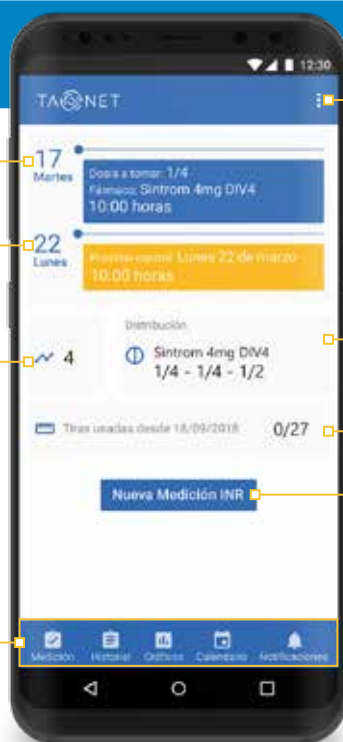 12:30
TAONET
17
Martes
Dosis a tomar: 1/4
Fármaco: Sintrom 4mg DIV4
10:00 horas
22
Lunes
Próximo control: Lunes 22 de marzo
10:00 horas
4
Distribución
Sintrom 4mg DIV4
1/4 - 1/4 - 1/2
Tiras usadas desde 18/09/2018
0/27
Nueva Medición INR
Medición
Historial
Gráficos
Calendario
Notificaciones